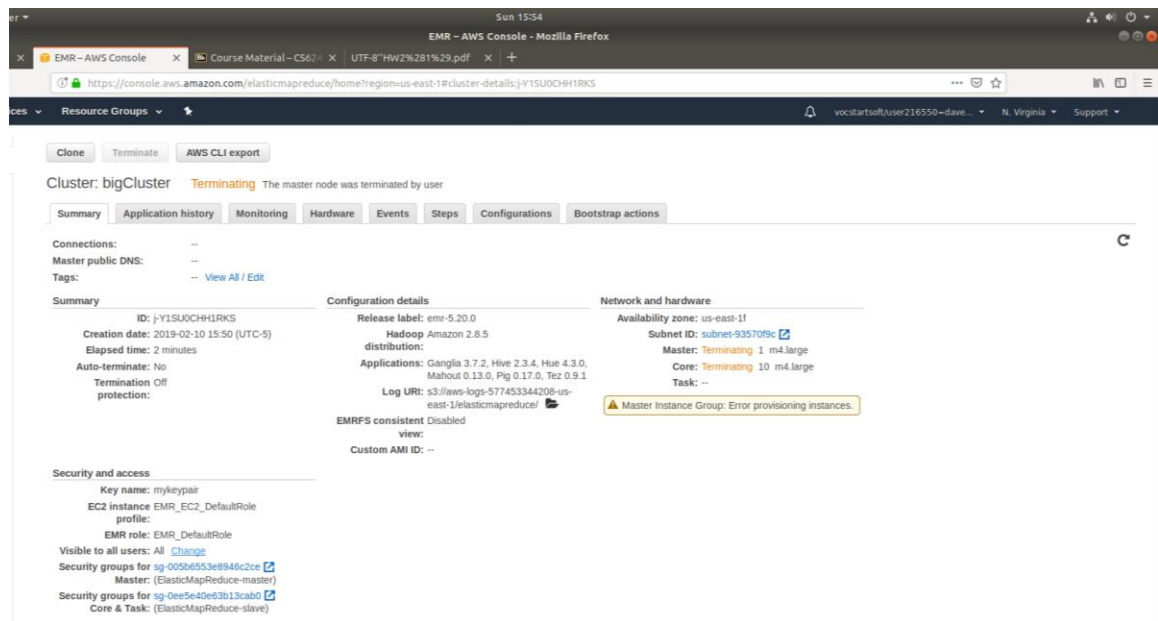 er
Sun 15:54
EMR – AWS Console - Mozilla Firefox
EMR – AWS Console
Course Material – CS624
UTF-8''HW2%281%29.pdf
https://console.aws.amazon.com/elasticmapreduce/home?region=us-east-1#cluster-details:j-Y1SU0CHH1RKS
ices
Resource Groups
vocstartsoft/user216550=dave...
N. Virginia
Support
Clone
Terminate
AWS CLI export
Cluster: bigCluster Terminating The master node was terminated by user
Summary
Application history
Monitoring
Hardware
Events
Steps
Configurations
Bootstrap actions
Connections: --
Master public DNS: --
Tags: -- View All / Edit
Summary
ID: j-Y1SU0CHH1RKS
Creation date: 2019-02-10 15:50 (UTC-5)
Elapsed time: 2 minutes
Auto-terminate: No
Termination Off
protection:
Configuration details
Release label: emr-5.20.0
Hadoop Amazon 2.8.5
distribution:
Applications: Ganglia 3.7.2, Hive 2.3.4, Hue 4.3.0,
Mahout 0.13.0, Pig 0.17.0, Tez 0.9.1
Log URI: s3://aws-logs-577453344208-us-
east-1/elasticmapreduce/
EMRFS consistent Disabled
view:
Custom AMI ID: --
Network and hardware
Availability zone: us-east-1f
Subnet ID: subnet-93570f9c
Master: Terminating 1 m4.large
Core: Terminating 10 m4.large
Task: --
Master Instance Group: Error provisioning instances.
Security and access
Key name: mykeypair
EC2 instance EMR_EC2_DefaultRole
profile:
EMR role: EMR_DefaultRole
Visible to all users: All Change
Security groups for sg-005b6553e8946c2ce
Master: (ElasticMapReduce-master)
Security groups for sg-0ee5e40e63b13cab0
Core & Task: (ElasticMapReduce-slave)